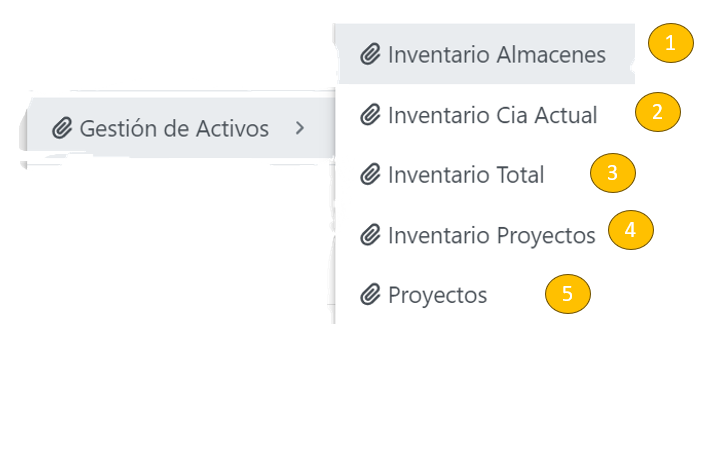 Inventario Almacenes 1
Inventario Cia Actual 2
Gestión de Activos
Inventario Total 3
Inventario Proyectos 4
Proyectos 5